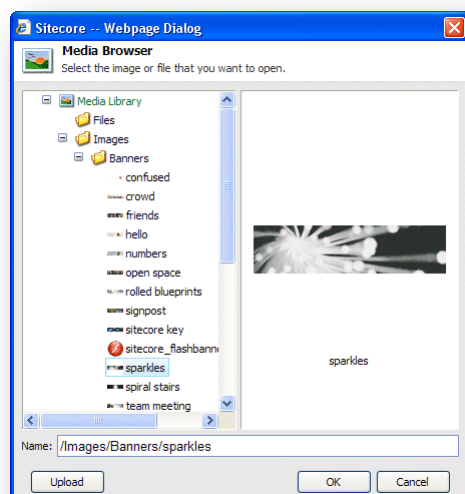 Sitecore -- Webpage Dialog
Media Browser
Select the image or file that you want to open.
Media Library
Files
Images
Banners
confused
crowd
friends
hello
numbers
open space
rolled blueprints
signpost
sitecore key
sitecore_flashbann
sparkles
spiral stairs
team meeting
sparkles
Name: /Images/Banners/sparkles
Upload OK Cancel